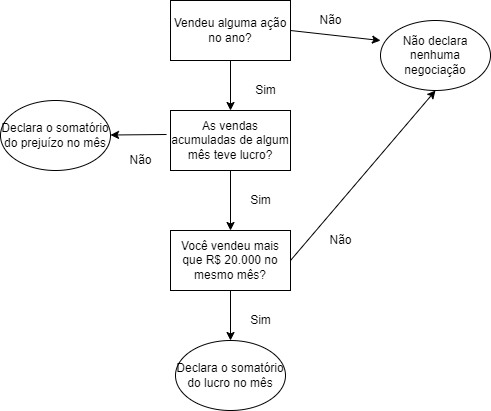 Vendeu alguma ação
no ano?
Não
Não declara
nenhuma
negociação
Sim
As vendas
acumuladas de algum
mês teve lucro?
Declara o somatório
do prejuízo no mês
Não
Sim
Você vendeu mais
que R$ 20.000 no
mesmo mês?
Não
Sim
Declara o somatório
do lucro no mês